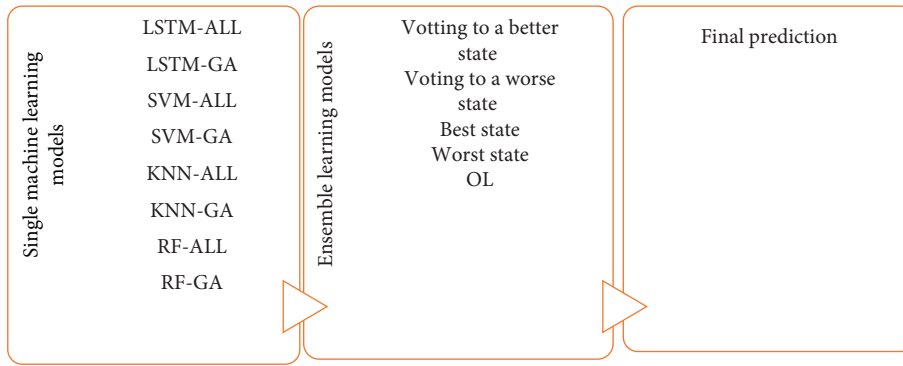 Single machine learning
models
LSTM-ALL
LSTM-GA
SVM-ALL
SVM-GA
KNN-ALL
KNN-GA
RF-ALL
RF-GA
Ensemble learning models
Votting to a better
state
Voting to a worse
state
Best state
Worst state
OL
Final prediction